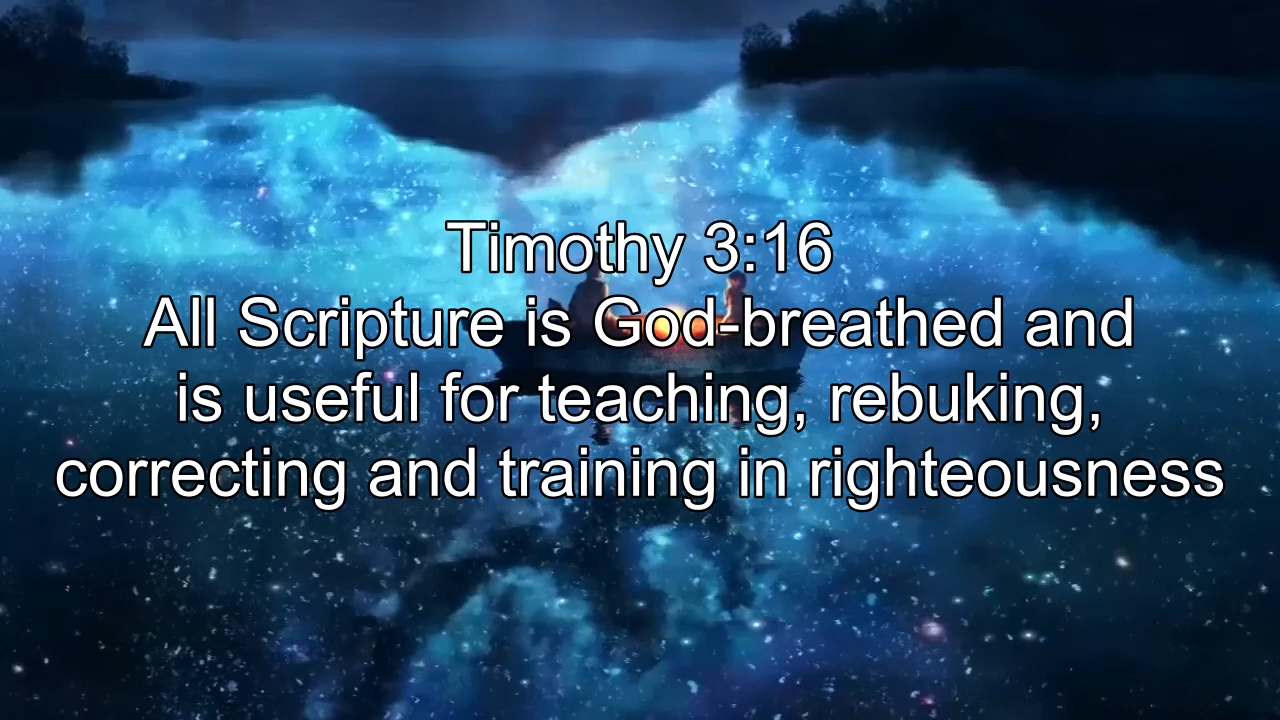 Timothy 3:16
All Scripture is God-breathed and
is useful for teaching, rebuking,
correcting and training in righteousness